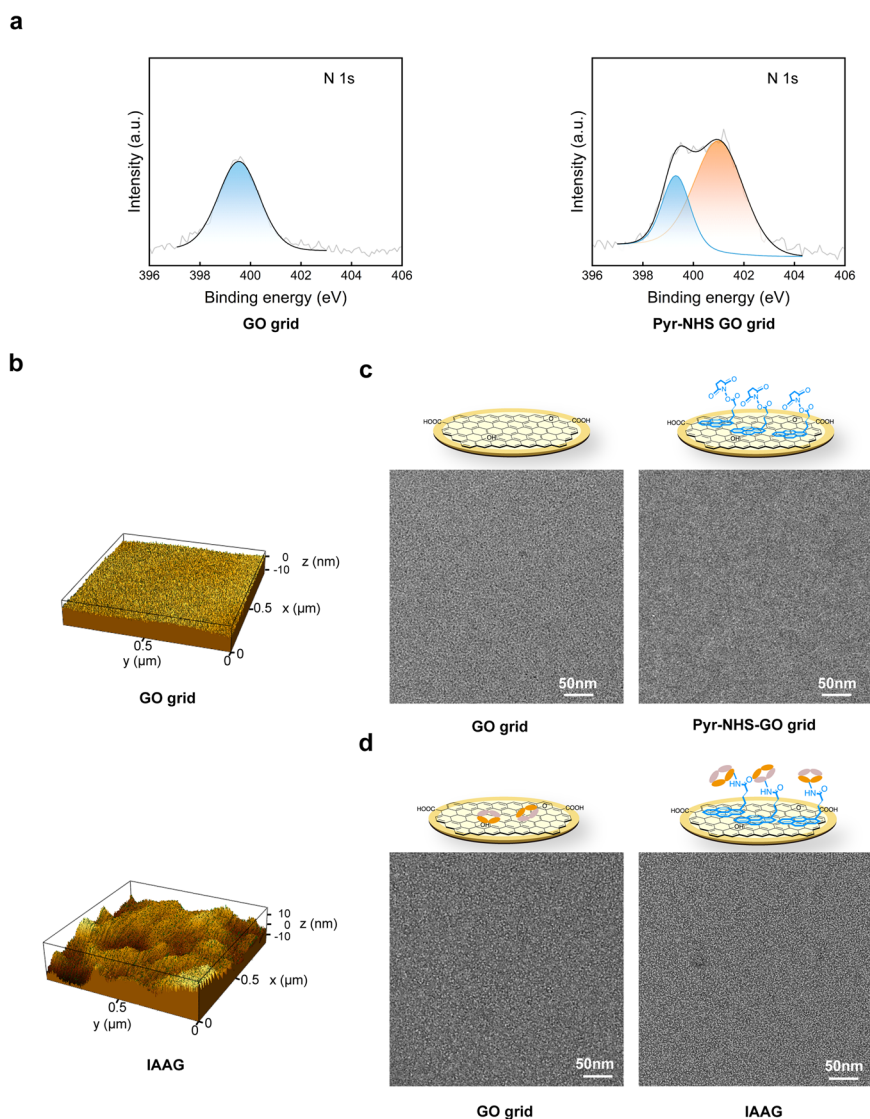 a
N 1s
Intensity (a.u.)
396 398 400 402 404 406
Binding energy (eV)
GO grid
N 1s
Intensity (a.u.)
396 398 400 402 404 406
Binding energy (eV)
Pyr-NHS GO grid
b
0
-10
z (nm)
0.5
x (µm)
0.5
y (µm)
0
0
GO grid
10
0
-10
z (nm)
0.5
x (µm)
0.5
y (µm)
0
0
IAAG
c
HOOC
O
COOH
OH
O
N
O
O
O
O
N
O
O
O
O
N
O
O
O
HOOC
O
COOH
OH
50nm
50nm
GO grid
Pyr-NHS-GO grid
d
HOOC
O
COOH
OH
HN
O
HN
O
HN
O
HOOC
COOH
OH
50nm
50nm
GO grid
IAAG